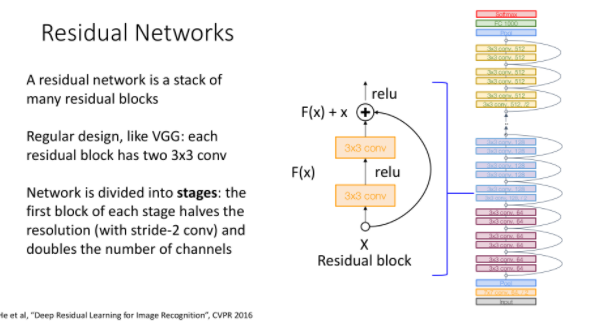 Residual Networks
A residual network is a stack of
many residual blocks
Regular design, like VGG: each
residual block has two 3x3 conv
Network is divided into stages: the
first block of each stage halves the
resolution (with stride-2 conv) and
doubles the number of channels
relu
F(x) + x
3x3 conv
F(x)
relu
3x3 conv
X
Residual block
Softmax
FC 1000
Pool
3x3 conv, 512
3x3 conv, 512
3x3 conv, 512
3x3 conv, 512
3x3 conv, 512
3x3 conv, 512, /2
3x3 conv, 128
3x3 conv, 128
3x3 conv, 128
3x3 conv, 128
3x3 conv, 128
3x3 conv, 64
3x3 conv, 64
3x3 conv, 64
3x3 conv, 64
3x3 conv, 64
3x3 conv, 64
Pool
Input
He et al, "Deep Residual Learning for Image Recognition", CVPR 2016